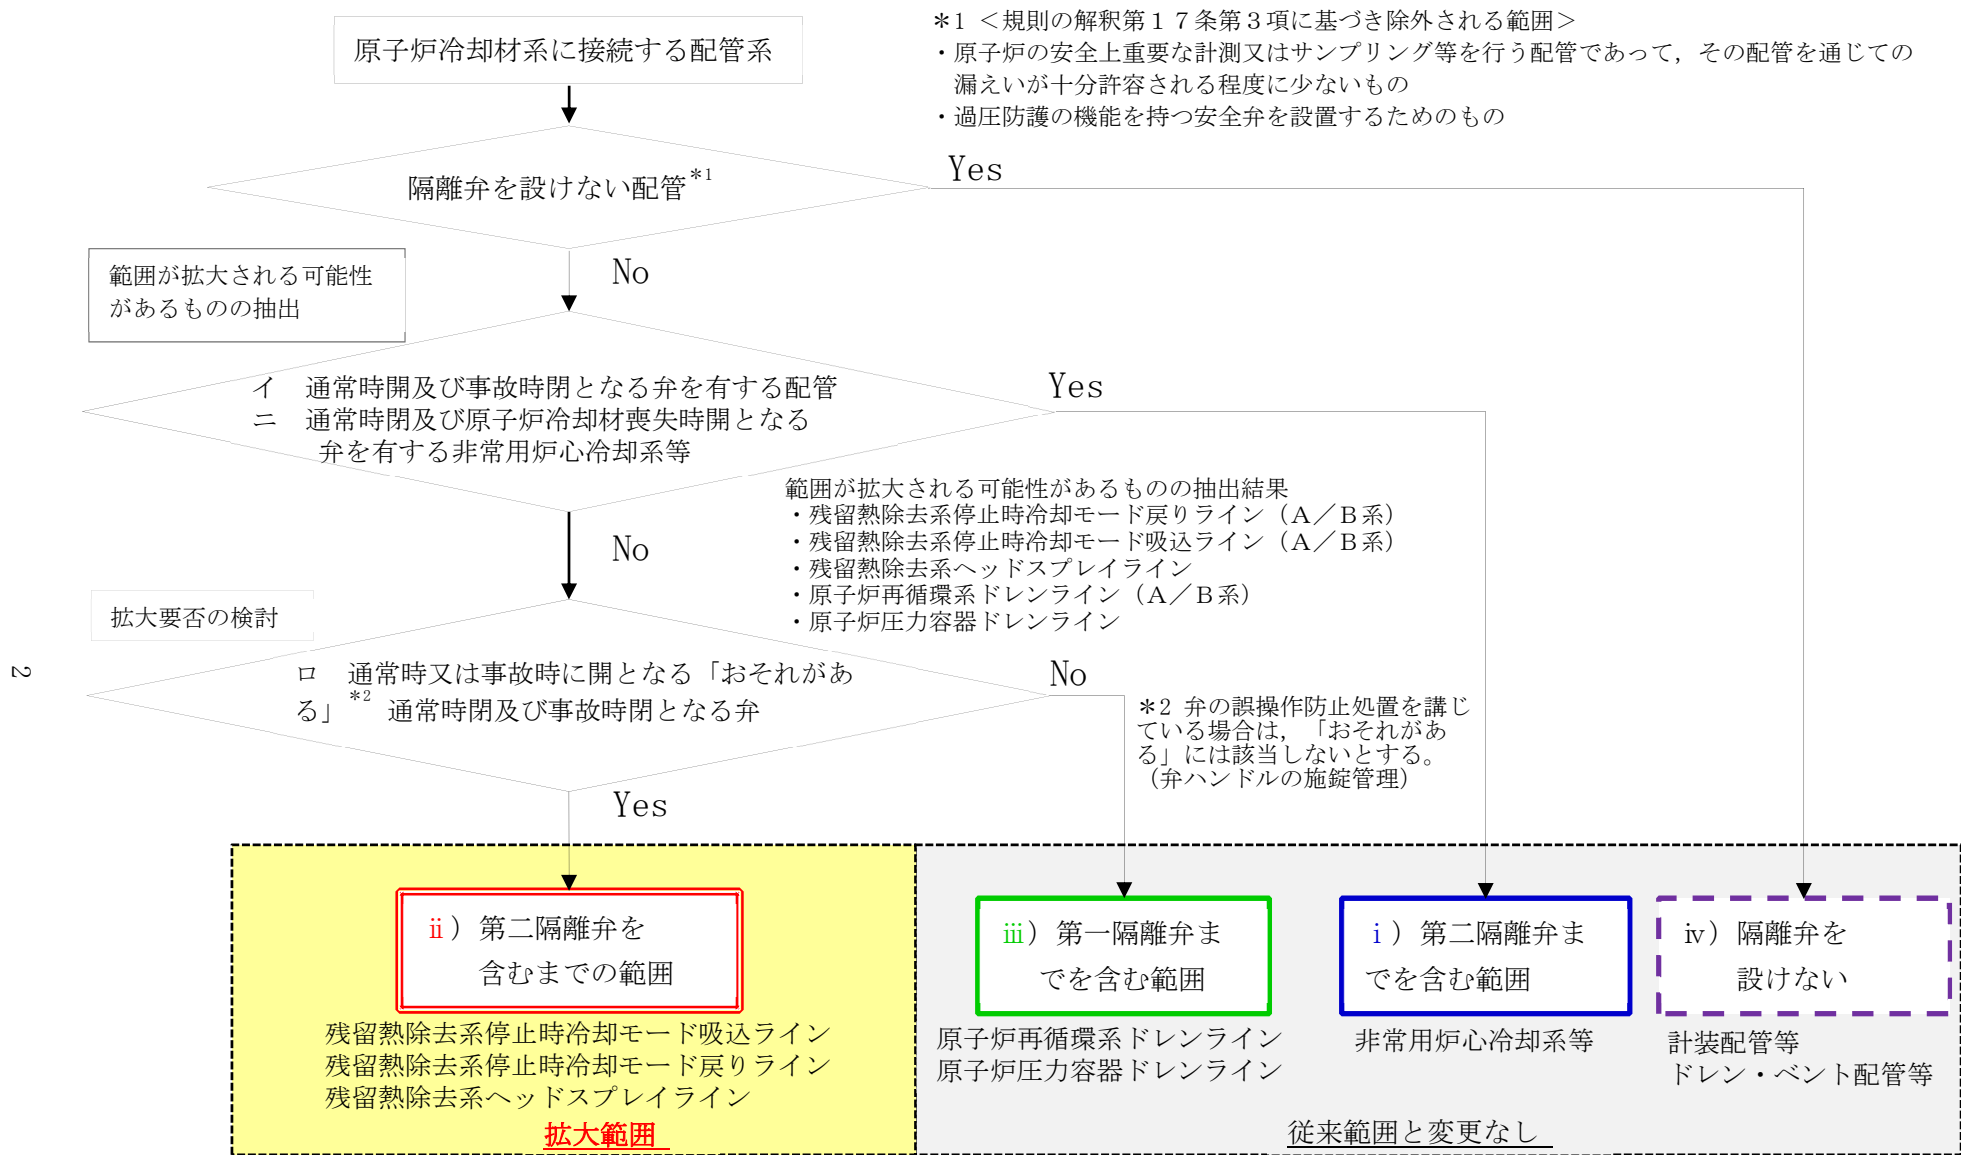 原子炉冷却材系に接続する配管系
*1 <規則の解釈第17条第3項に基づき除外される範囲>
・原子炉の安全上重要な計測又はサンプリング等を行う配管であって，その配管を通じての
漏えいが十分許容される程度に少ないもの
・過圧防護の機能を持つ安全弁を設置するためのもの
隔離弁を設けない配管*1
Yes
No
範囲が拡大される可能性
があるものの抽出
イ　通常時開及び事故時閉となる弁を有する配管
ニ　通常時閉及び原子炉冷却材喪失時開となる
弁を有する非常用炉心冷却系等
Yes
No
範囲が拡大される可能性があるものの抽出結果
・残留熱除去系停止時冷却モード戻りライン（A／B系）
・残留熱除去系停止時冷却モード吸込ライン（A／B系）
・残留熱除去系ヘッドスプレイライン
・原子炉再循環系ドレンライン（A／B系）
・原子炉圧力容器ドレンライン
拡大要否の検討
ロ　通常時又は事故時に開となる「おそれがあ
る」*2 通常時閉及び事故時閉となる弁
No
Yes
*2 弁の誤操作防止処置を講じ
ている場合は，「おそれがあ
る」には該当しないとする。
（弁ハンドルの施錠管理）
ⅱ）第二隔離弁を
含むまでの範囲
残留熱除去系停止時冷却モード吸込ライン
残留熱除去系停止時冷却モード戻りライン
残留熱除去系ヘッドスプレイライン
拡大範囲
ⅲ）第一隔離弁ま
でを含む範囲
原子炉再循環系ドレンライン
原子炉圧力容器ドレンライン
ⅰ）第二隔離弁ま
でを含む範囲
非常用炉心冷却系等
ⅳ）隔離弁を
設けない
計装配管等
ドレン・ベント配管等
従来範囲と変更なし
2